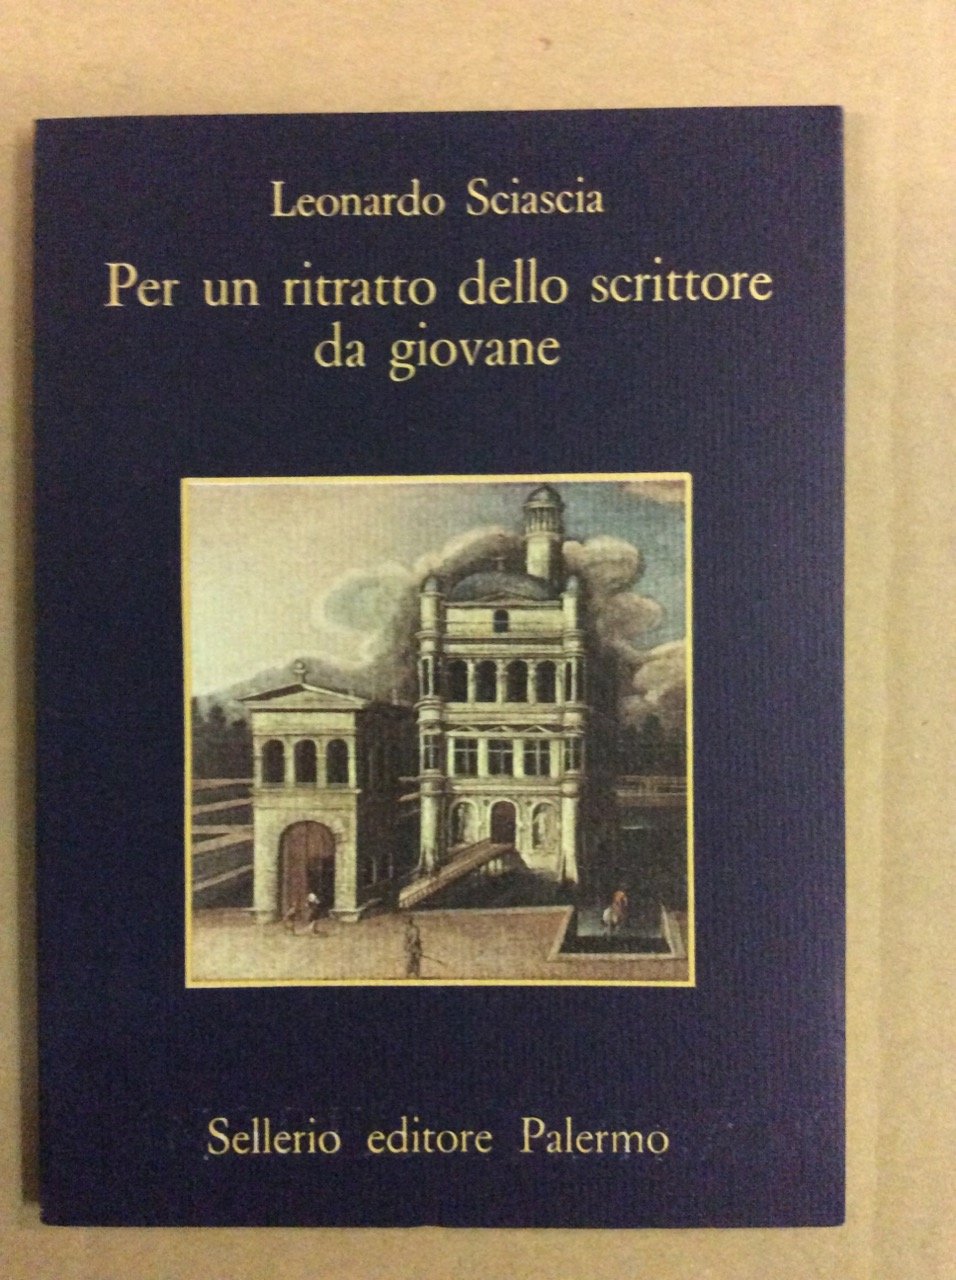 Leonardo Sciascia
Per un ritratto dello scrittore
da giovane
Sellerio editore Palermo